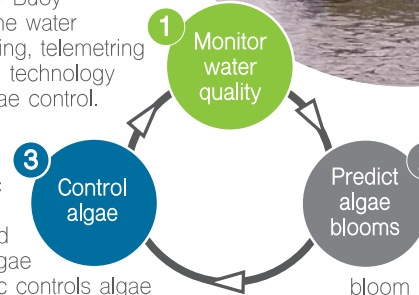 Buoy
ne water
ing, telemetring
technology
ae control.
1
Monitor
water
quality
3
Control
algae
Predict
algae
blooms
d
gae
c controls algae
bloom